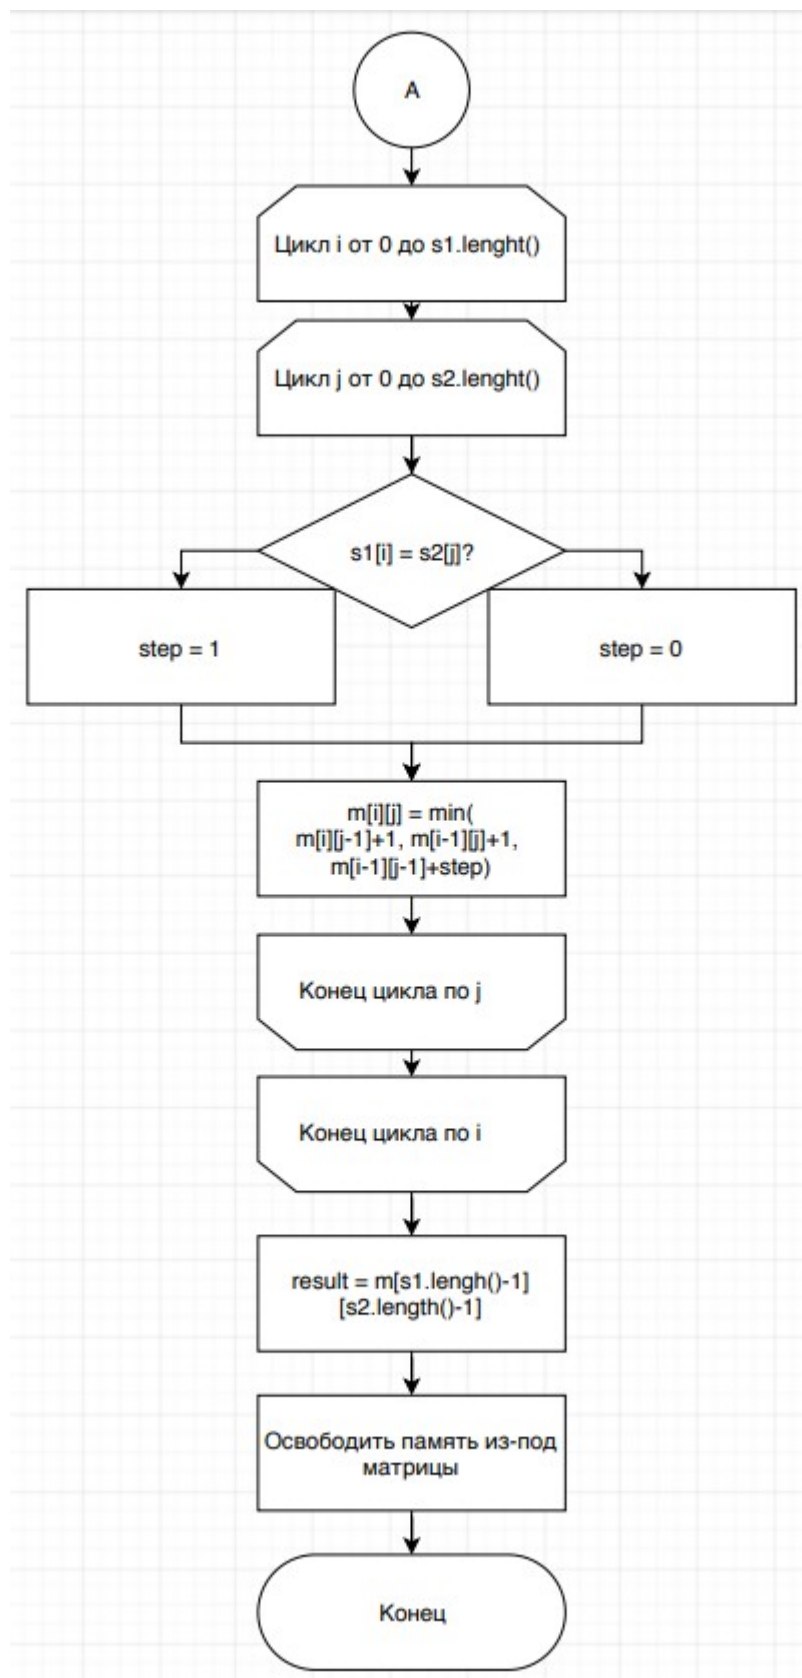 A
Цикл i от 0 до s1.lenght()
Цикл j от 0 до s2.lenght()
s1[i] = s2[j]?
step = 1
step = 0
m[i][j] = min(
m[i][j-1]+1, m[i-1][j]+1,
m[i-1][j-1]+step)
Конец цикла по j
Конец цикла по i
result = m[s1.lengh()-1]
[s2.length()-1]
Освободить память из-под
матрицы
Конец